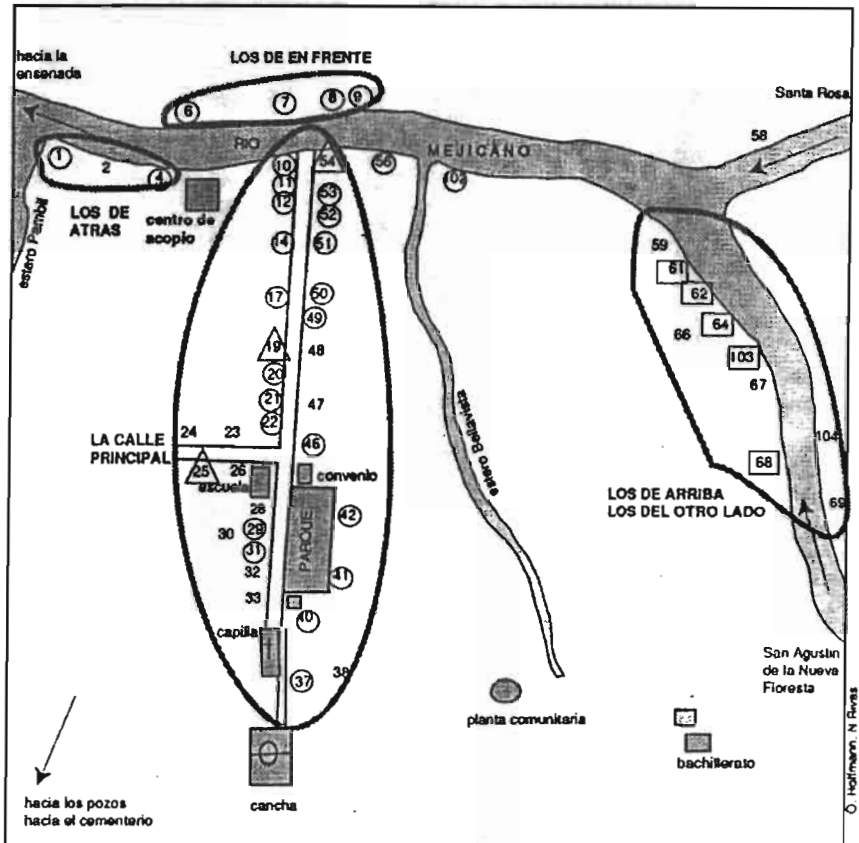 hacia la
ensenada
LOS DE EN FRENTE
6
7
8
9
Santa Rosa
58
RIO
MEJICANO
1
2
4
LOS DE
ATRAS
centro de
acopio
estero Pambil
10
54
56
102
11
53
12
52
14
51
17
50
49
19
48
20
21
47
22
24
23
46
LA CALLE
PRINCIPAL
25
26
escuela
convenio
28
30
29
42
31
PARQUE
32
41
33
40
capilla
38
37
cancha
estero Bellavista
59
61
62
64
66
103
67
104
68
69
LOS DE ARRIBA
LOS DEL OTRO LADO
San Agustin
de la Nueva
Floresta
planta comunitaria
bachillerato
hacia los pozos
hacia el cementerio
O. Hoffmann, N Rivas